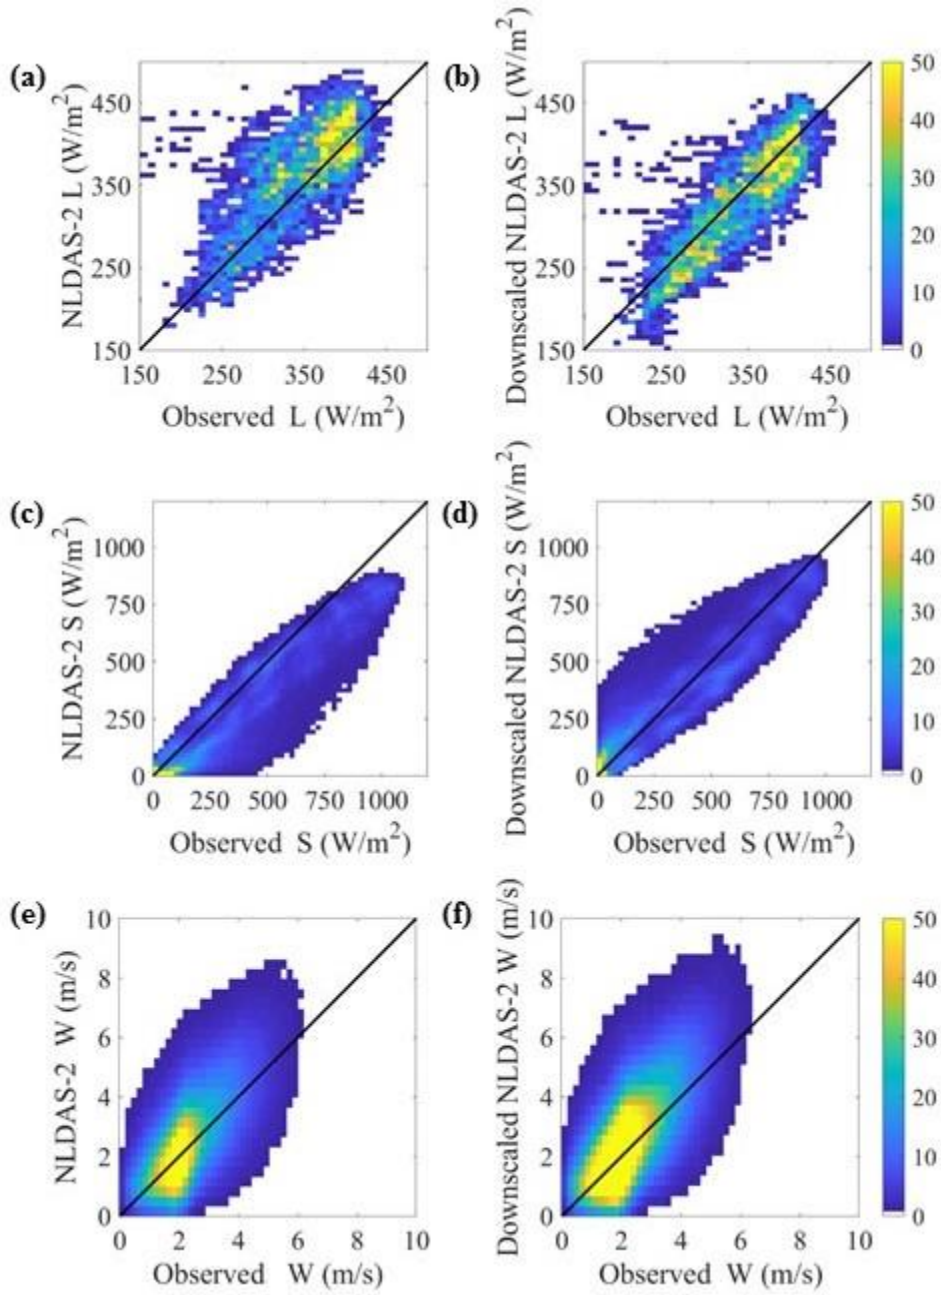 (a)
NLDAS-2 L (W/m²)
450
350
250
150
150 250 350 450
Observed L (W/m²)
(b)
Downscaled NLDAS-2 L (W/m²)
450
350
250
150
150 250 350 450
Observed L (W/m²)
50
40
30
20
10
0
(c)
NLDAS-2 S (W/m²)
1000
750
500
250
0
0 250 500 750 1000
Observed S (W/m²)
(d)
Downscaled NLDAS-2 S (W/m²)
1000
750
500
250
0
0 250 500 750 1000
Observed S (W/m²)
50
40
30
20
10
0
(e)
NLDAS-2 W (m/s)
10
8
6
4
2
0
0 2 4 6 8 10
Observed W (m/s)
(f)
Downscaled NLDAS-2 W (m/s)
10
8
6
4
2
0
0 2 4 6 8 10
Observed W (m/s)
50
40
30
20
10
0